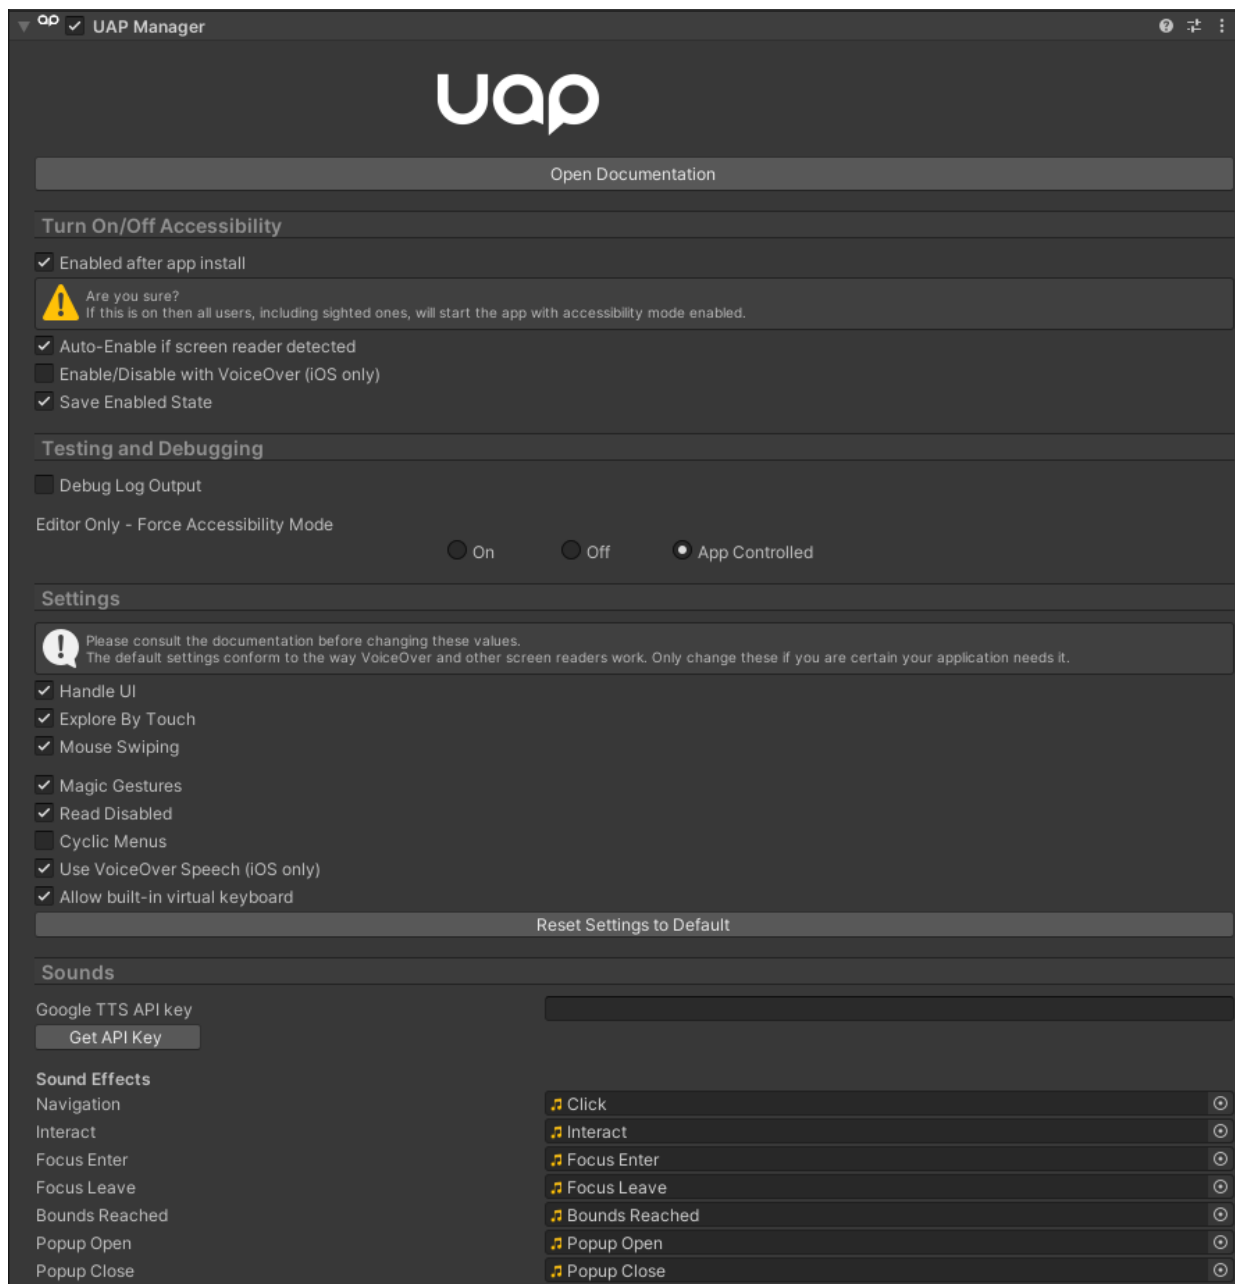 UAP Manager
uap
Open Documentation
Turn On/Off Accessibility
Enabled after app install
Are you sure?
If this is on then all users, including sighted ones, will start the app with accessibility mode enabled.
Auto-Enable if screen reader detected
Enable/Disable with VoiceOver (iOS only)
Save Enabled State
Testing and Debugging
Debug Log Output
Editor Only - Force Accessibility Mode
On Off App Controlled
Settings
Please consult the documentation before changing these values.
The default settings conform to the way VoiceOver and other screen readers work. Only change these if you are certain your application needs it.
Handle UI
Explore By Touch
Mouse Swiping
Magic Gestures
Read Disabled
Cyclic Menus
Use VoiceOver Speech (iOS only)
Allow built-in virtual keyboard
Reset Settings to Default
Sounds
Google TTS API key
Get API Key
Sound Effects
Navigation Click
Interact Interact
Focus Enter Focus Enter
Focus Leave Focus Leave
Bounds Reached Bounds Reached
Popup Open Popup Open
Popup Close Popup Close